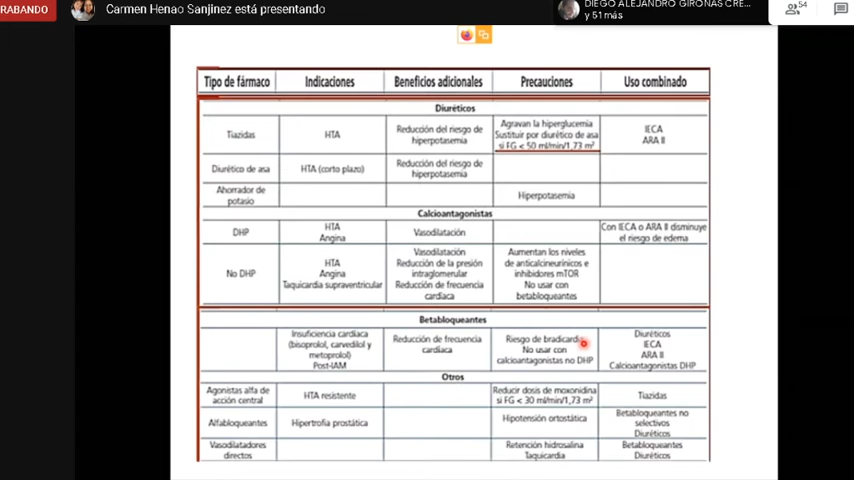 RABANDO
Carmen Henao Sanjinez está presentando
DIEGO ALEJANDRO GIRONAS CRE...
y 51 más
54
Tipo de fármaco Indicaciones Beneficios adicionales Precauciones Uso combinado
Diuréticos
Tiazidas
HTA
Reducción del riesgo de
hiperpotasemia
Agravan la hiperglucemia
Sustituir por diurético de asa
si FG < 50 ml/min/1,73 m²
IECA
ARA II
Diurético de asa
HTA (corto plazo)
Reducción del riesgo de
hiperpotasemia
Ahorrador de
potasio
Hiperpotasemia
Calcioantagonistas
DHP
HTA
Angina
Vasodilatación
Con IECA o ARA II disminuye
el riesgo de edema
No DHP
HTA
Angina
Taquicardia supraventricular
Vasodilatación
Reducción de la presión
intraglomerular
Reducción de frecuencia
cardíaca
Aumentan los niveles
de anticalcineurínicos e
inhibidores mTOR
No usar con
betabloqueantes
Betabloqueantes
Insuficiencia cardíaca
(bisoprolol, carvedilol y
metoprolol)
Post-IAM
Reducción de frecuencia
cardíaca
Riesgo de bradicardia
No usar con
calcioantagonistas no DHP
Diuréticos
IECA
ARA II
Calcioantagonistas DHP
Otros
Agonistas alfa de
acción central
HTA resistente
Reducir dosis de moxonidina
si FG < 30 ml/min/1,73 m²
Tiazidas
Alfabloqueantes
Hipertrofia prostática
Hipotensión ortostática
Betabloqueantes no
selectivos
Diuréticos
Vasodilatadores
directos
Retención hidrosalina
Taquicardia
Betabloqueantes
Diuréticos